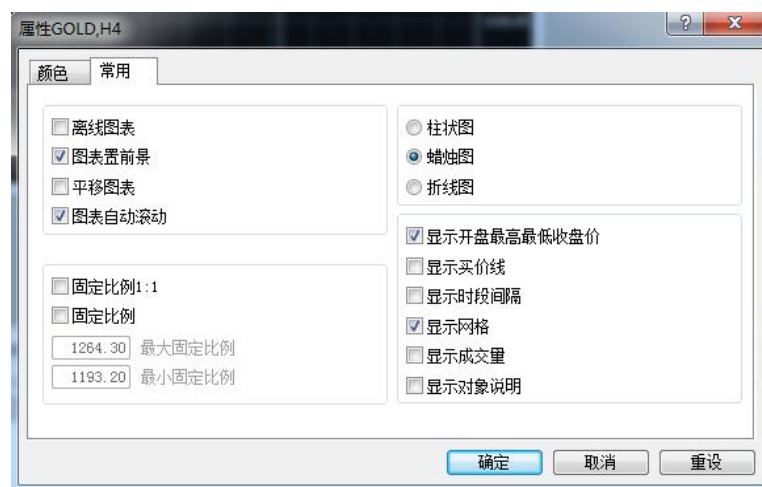 属性GOLD,H4
颜色
常用
离线图表
图表置前景
平移图表
图表自动滚动
固定比例1:1
固定比例
1264.30 最大固定比例
1193.20 最小固定比例
柱状图
蜡烛图
折线图
显示开盘最高最低收盘价
显示买价线
显示时段间隔
显示网格
显示成交量
显示对象说明
确定
取消
重设